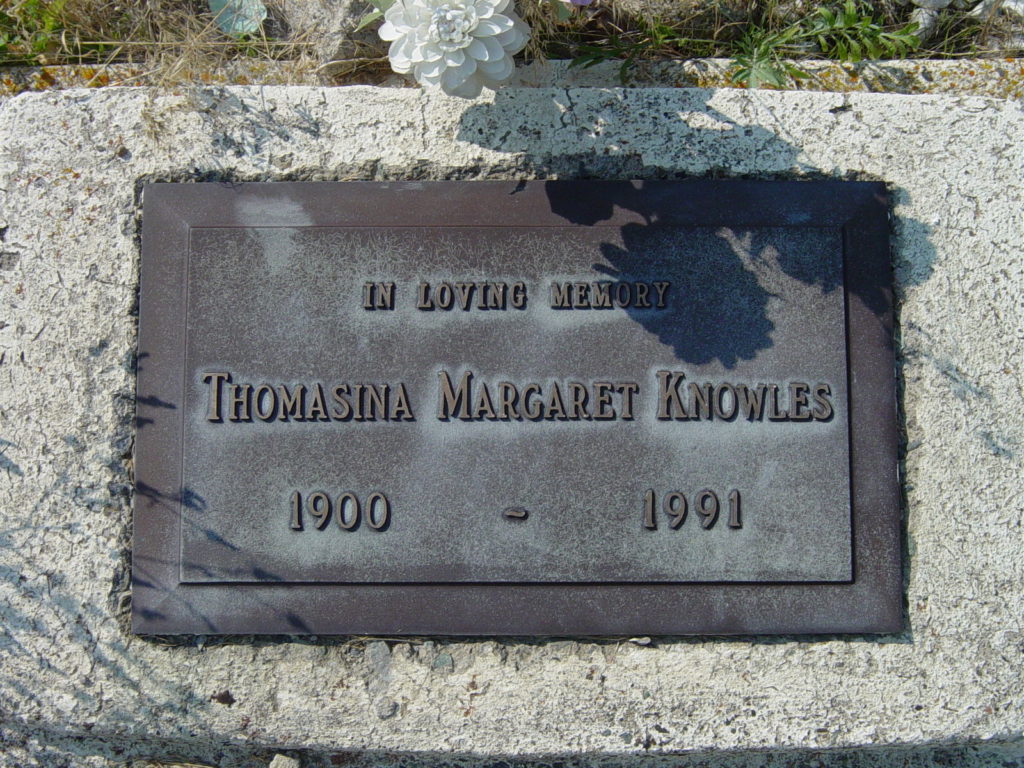 IN LOVING MEMORY
THOMASINA MARGARET KNOWLES
1900 - 1991